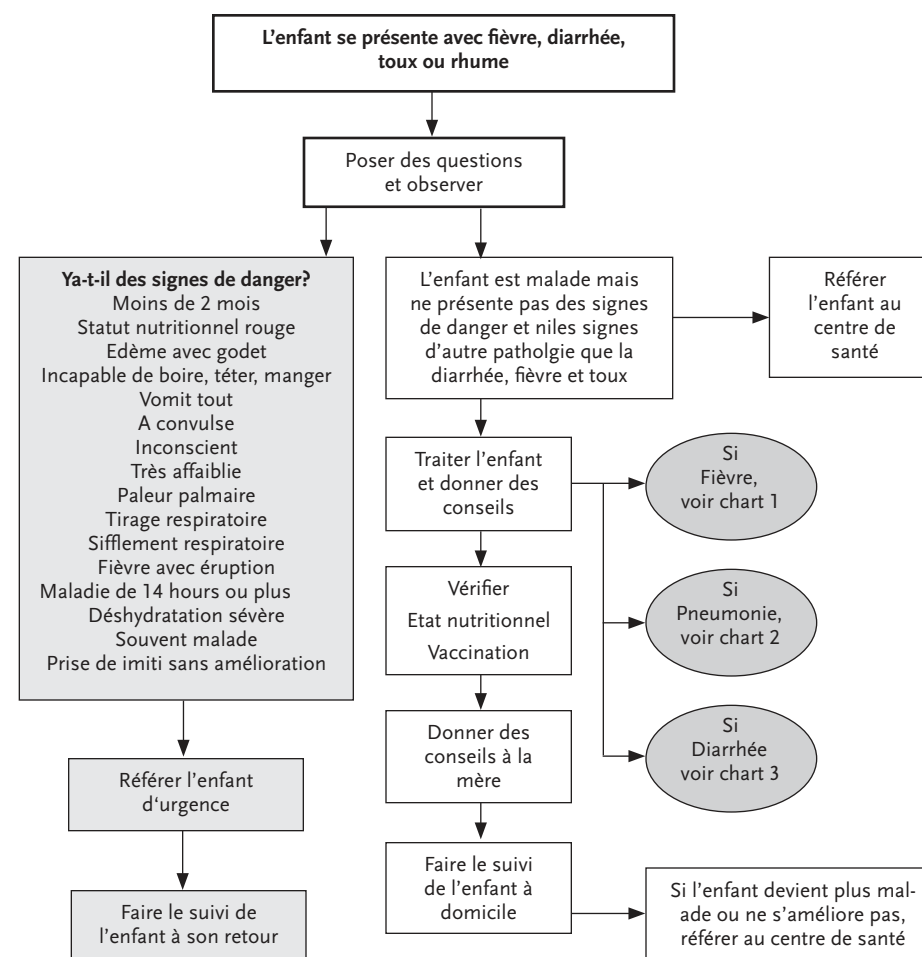 L’enfant se présente avec fièvre, diarrhée,
toux ou rhume
Poser des questions
et observer
Ya-t-il des signes de danger?
Moins de 2 mois
Statut nutritionnel rouge
Edème avec godet
Incapable de boire, téter, manger
Vomit tout
A convulse
Inconscient
Très affaiblie
Paleur palmaire
Tirage respiratoire
Sifflement respiratoire
Fièvre avec éruption
Maladie de 14 hours ou plus
Déshydratation sévère
Souvent malade
Prise de imiti sans amélioration
Référer l’enfant
d‘urgence
Faire le suivi de
l’enfant à son retour
L’enfant est malade mais
ne présente pas des signes
de danger et niles signes
d’autre patholgie que la
diarrhée, fièvre et toux
Référer
l’enfant au
centre de
santé
Traiter l’enfant
et donner des
conseils
Si
Fièvre,
voir chart 1
Si
Pneumonie,
voir chart 2
Si
Diarrhée
voir chart 3
Vérifier
Etat nutritionnel
Vaccination
Donner des
conseils à la
mère
Faire le suivi
de l’enfant à
domicile
Si l’enfant devient plus mal-
ade ou ne s’améliore pas,
référer au centre de santé